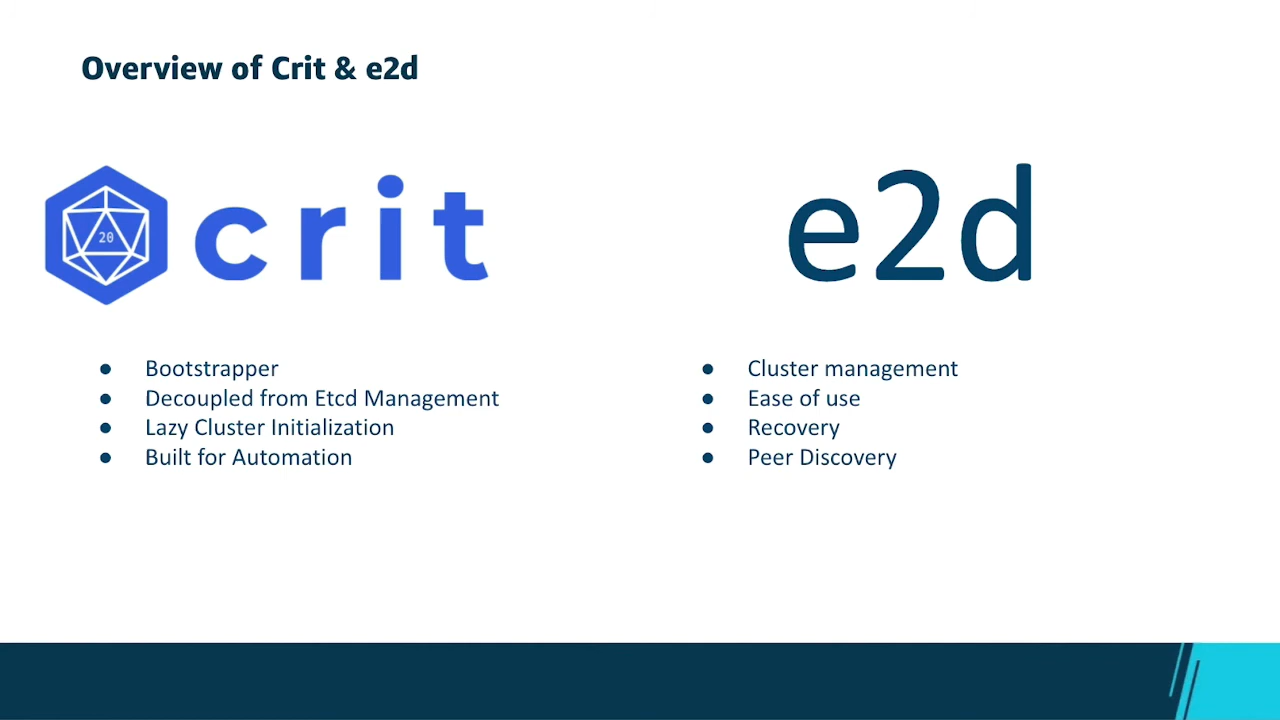 Overview of Crit & e2d
20
crit
e2d
● Bootstrapper
● Decoupled from Etcd Management
● Lazy Cluster Initialization
● Built for Automation
● Cluster management
● Ease of use
● Recovery
● Peer Discovery